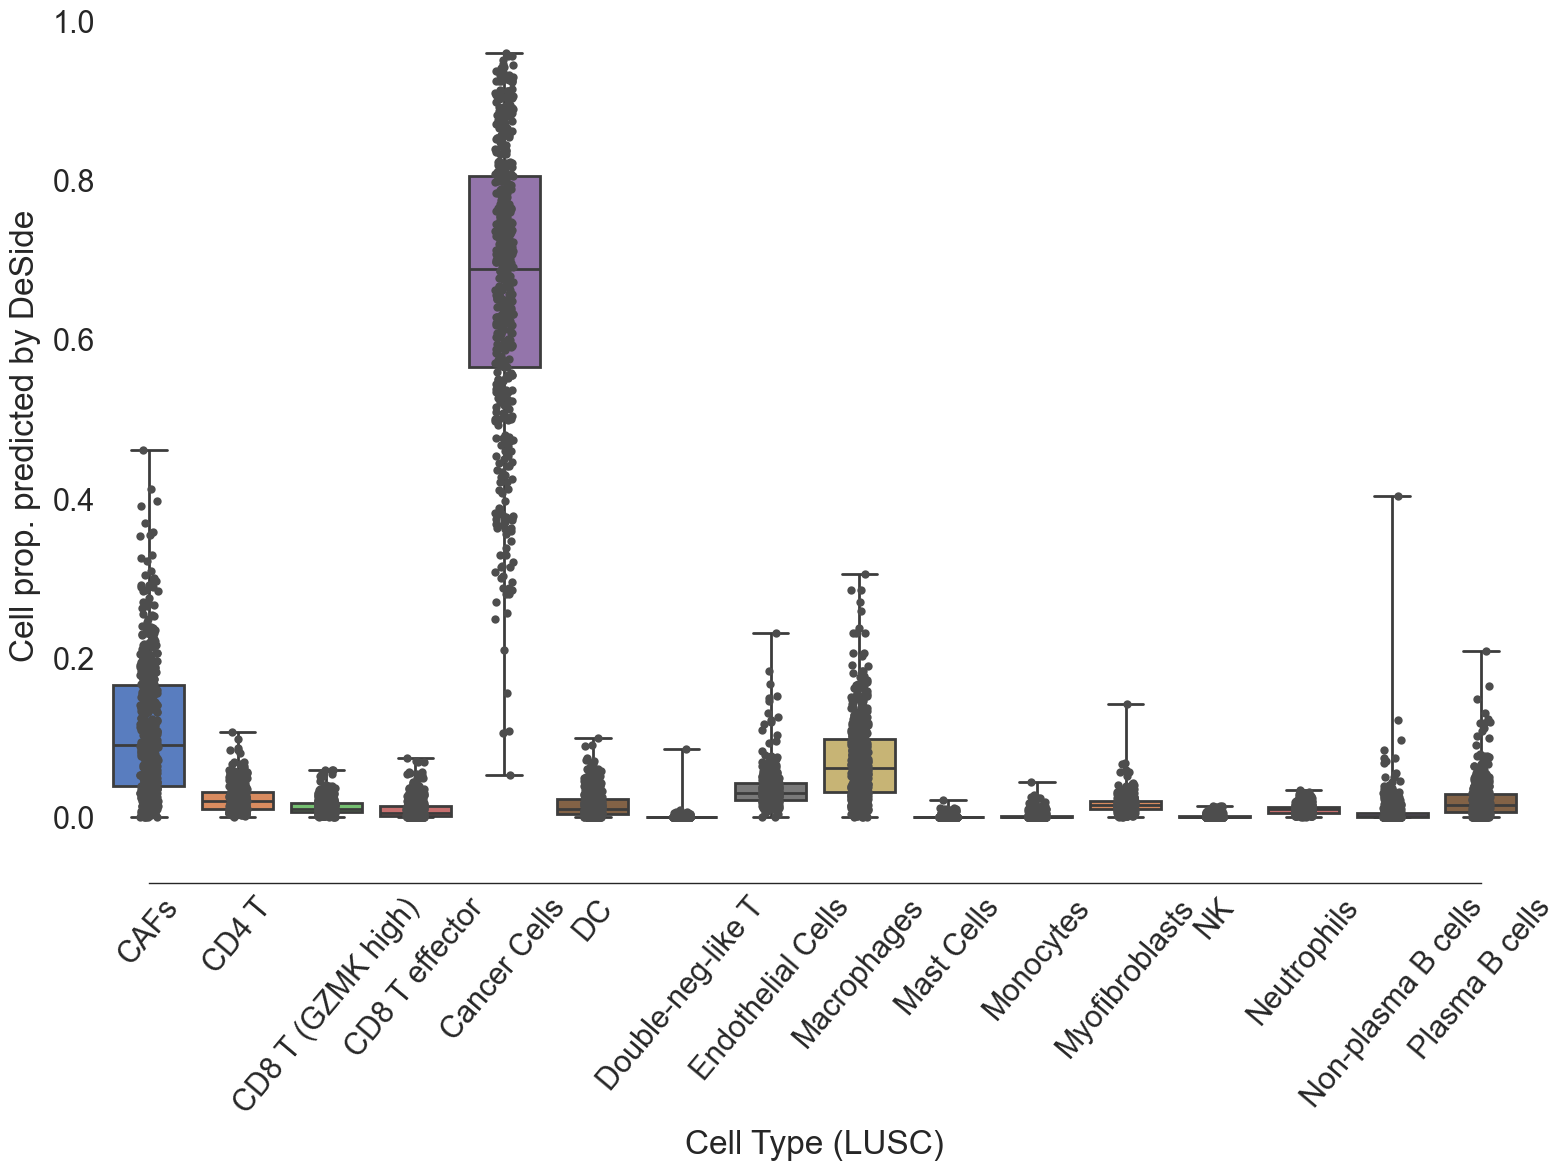 Cell prop. predicted by DeSide
1.0
0.8
0.6
0.4
0.2
0.0
CAFs
CD4 T
CD8 T (GZMK high)
CD8 T effector
Cancer Cells
DC
Double-neg-like T
Endothelial Cells
Macrophages
Mast Cells
Monocytes
Myofibroblasts
NK
Neutrophils
Non-plasma B cells
Plasma B cells
Cell Type (LUSC)